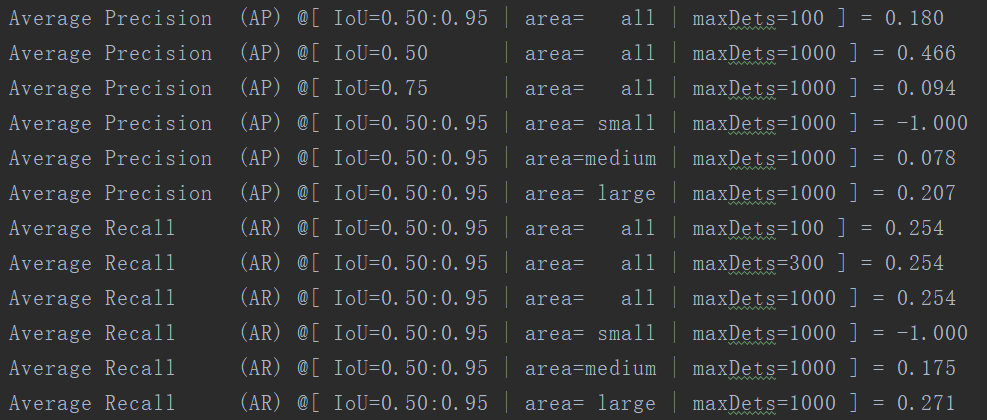 Average Precision  (AP) @[ IoU=0.50:0.95 | area=   all | maxDets=100 ] = 0.180
Average Precision  (AP) @[ IoU=0.50      | area=   all | maxDets=1000 ] = 0.466
Average Precision  (AP) @[ IoU=0.75      | area=   all | maxDets=1000 ] = 0.094
Average Precision  (AP) @[ IoU=0.50:0.95 | area= small | maxDets=1000 ] = -1.000
Average Precision  (AP) @[ IoU=0.50:0.95 | area=medium | maxDets=1000 ] = 0.078
Average Precision  (AP) @[ IoU=0.50:0.95 | area= large | maxDets=1000 ] = 0.207
Average Recall     (AR) @[ IoU=0.50:0.95 | area=   all | maxDets=100 ] = 0.254
Average Recall     (AR) @[ IoU=0.50:0.95 | area=   all | maxDets=300 ] = 0.254
Average Recall     (AR) @[ IoU=0.50:0.95 | area=   all | maxDets=1000 ] = 0.254
Average Recall     (AR) @[ IoU=0.50:0.95 | area= small | maxDets=1000 ] = -1.000
Average Recall     (AR) @[ IoU=0.50:0.95 | area=medium | maxDets=1000 ] = 0.175
Average Recall     (AR) @[ IoU=0.50:0.95 | area= large | maxDets=1000 ] = 0.271